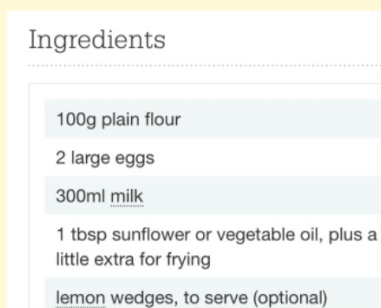 Ingredients
100g plain flour
2 large eggs
300ml milk
1 tbsp sunflower or vegetable oil, plus a
little extra for frying
lemon wedges, to serve (optional)